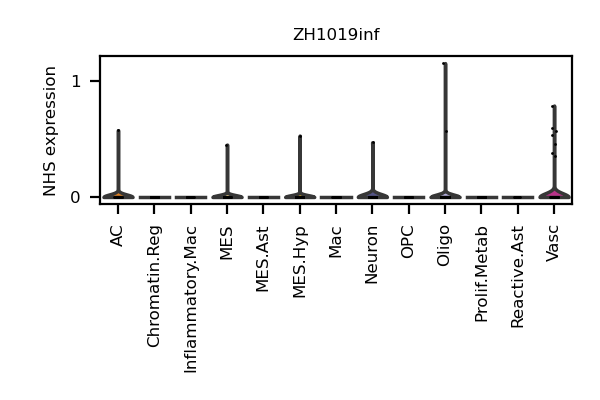 ZH1019inf
NHS expression
1
0
AC
Chromatin.Reg
Inflammatory.Mac
MES
MES.Ast
MES.Hyp
Mac
Neuron
OPC
Oligo
Prolif.Metab
Reactive.Ast
Vasc